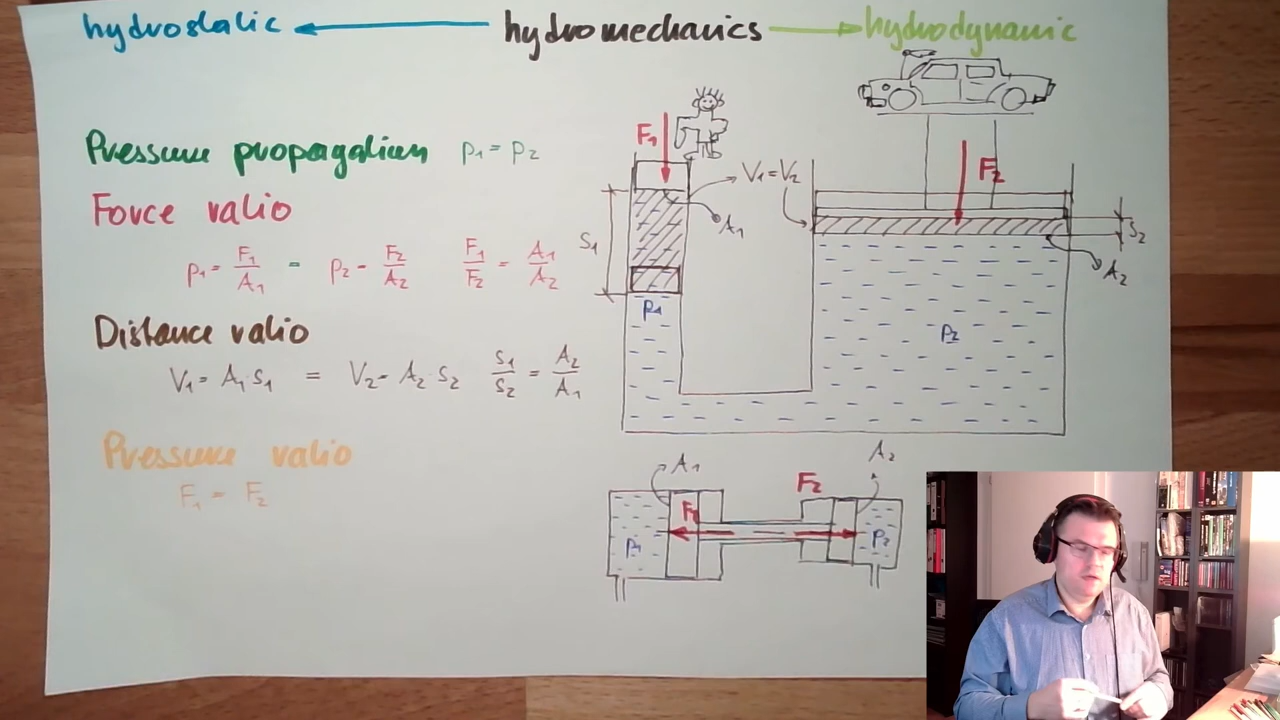 hydrostatic hydromechanics hydrodynamic
Pressure propagation p₁ = p₂
Force ratio
p₁ = F₁/A₁ = p₂ = F₂/A₂ F₁/F₂ = A₁/A₂
Distance ratio
V₁ = A₁·s₁ = V₂ = A₂·s₂ s₁/s₂ = A₂/A₁
Pressure ratio
F₁ = F₂
F₁
V₁=V₂
F₂
A₁
S₁
S₂
A₂
p₁
p₂
A₁
A₂
F₁
F₂
p₁
p₂